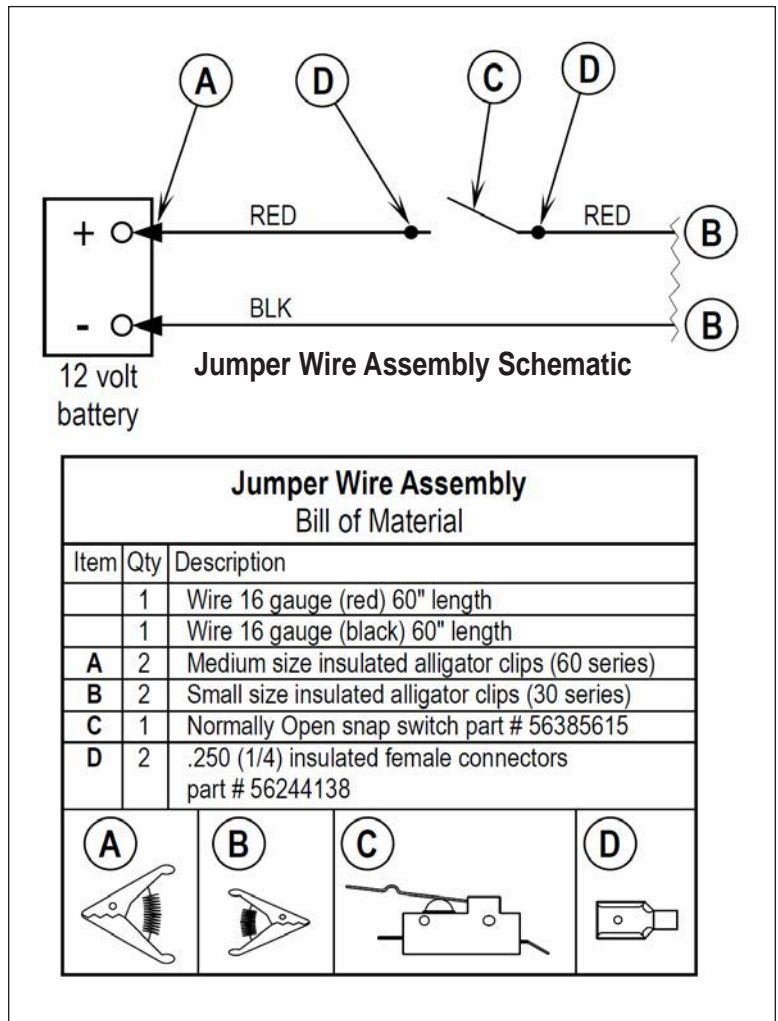 A D C D
+ RED RED B
- BLK B
12 volt
battery
Jumper Wire Assembly Schematic
Jumper Wire Assembly
Bill of Material
Item Qty Description
1 Wire 16 gauge (red) 60" length
1 Wire 16 gauge (black) 60" length
A 2 Medium size insulated alligator clips (60 series)
B 2 Small size insulated alligator clips (30 series)
C 1 Normally Open snap switch part # 56385615
D 2 .250 (1/4) insulated female connectors
part # 56244138
A B C D